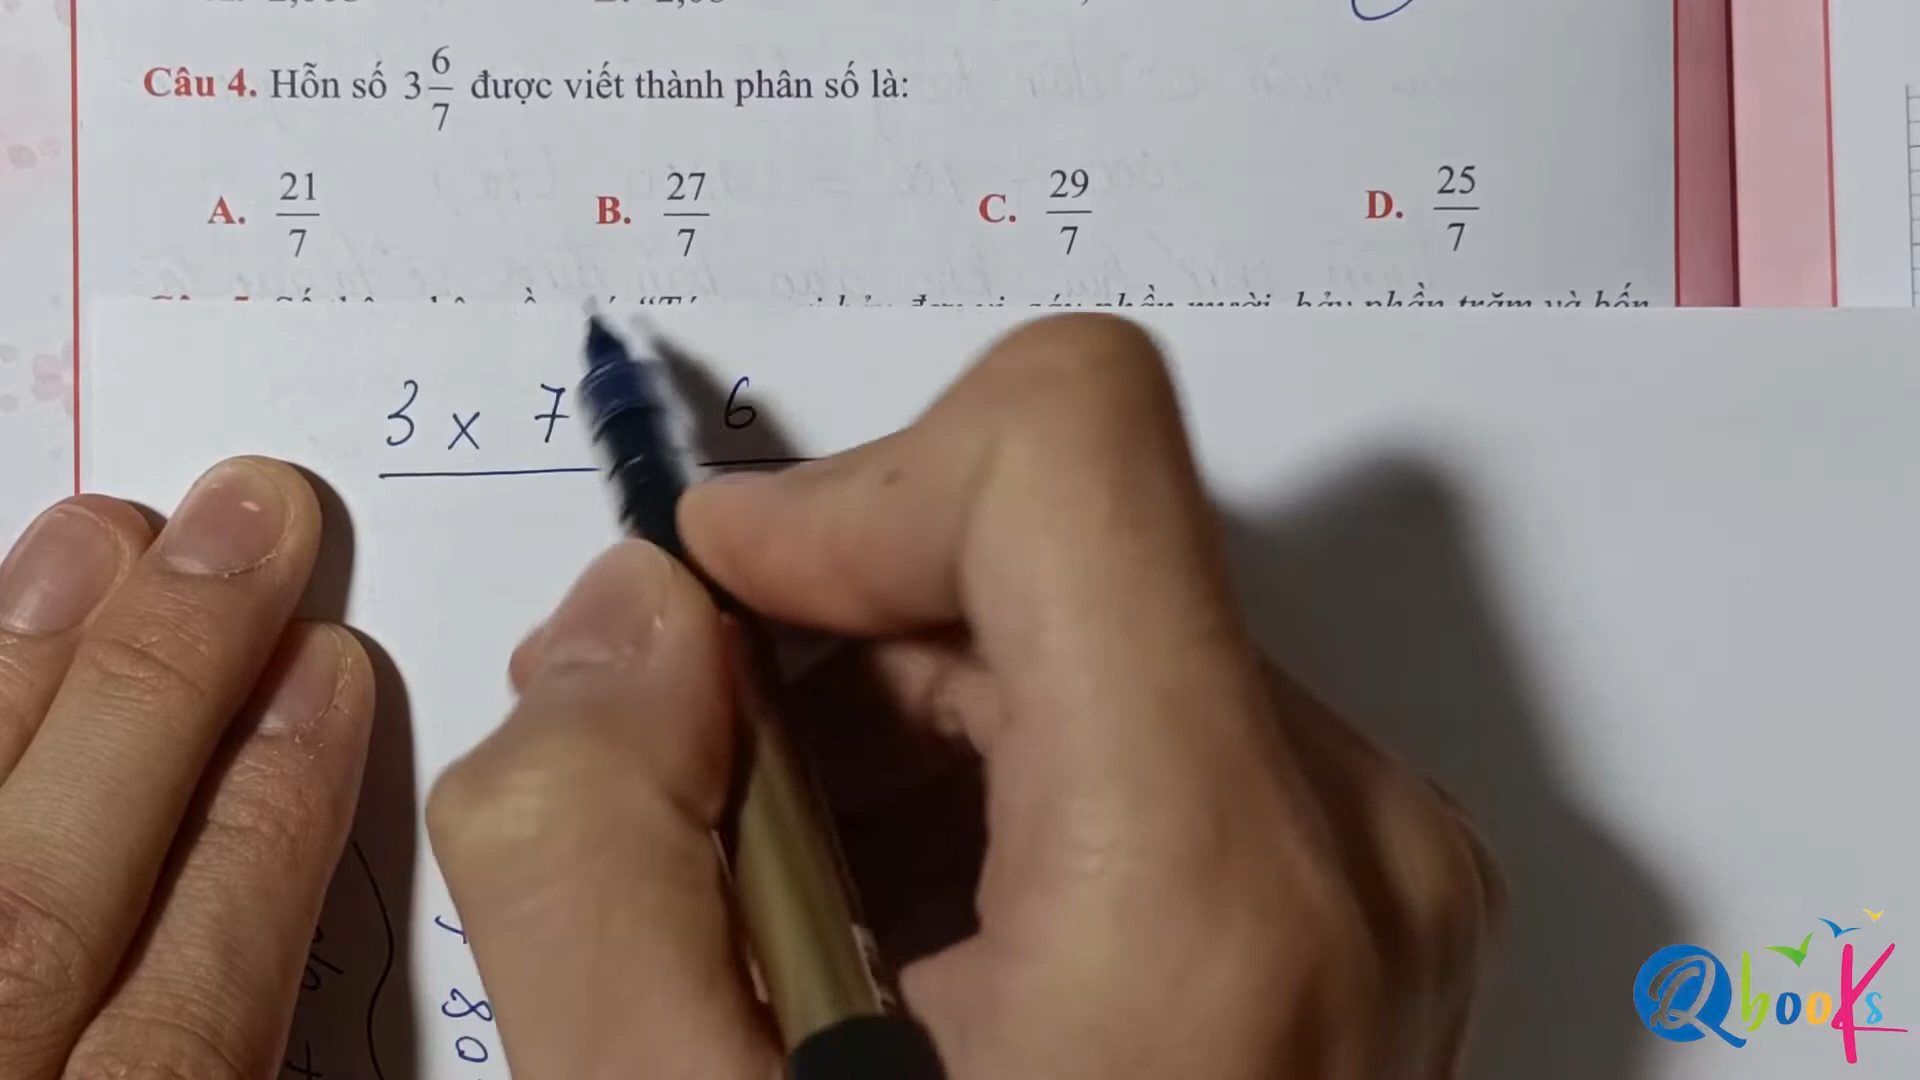 Câu 4. Hỗn số 3 6/7 được viết thành phân số là:
A. 21/7 B. 27/7 C. 29/7 D. 25/7
3 x 7 6
08
Qbooks